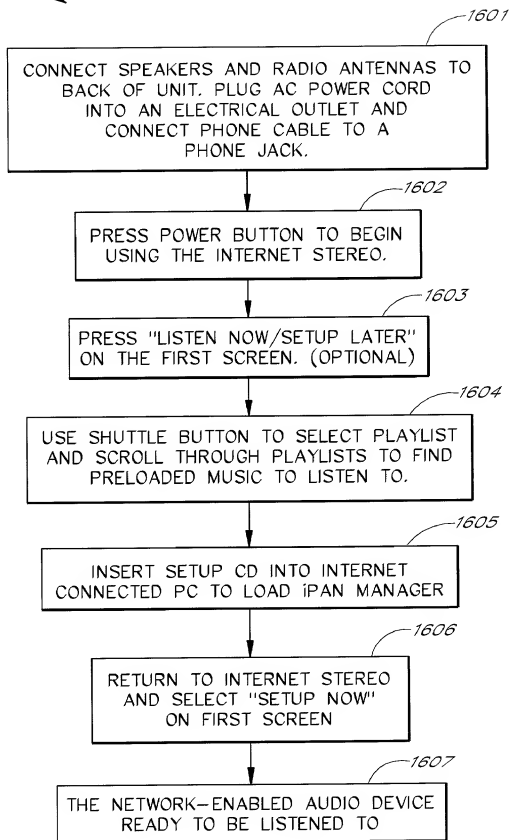 1601
CONNECT SPEAKERS AND RADIO ANTENNAS TO
BACK OF UNIT. PLUG AC POWER CORD
INTO AN ELECTRICAL OUTLET AND
CONNECT PHONE CABLE TO A
PHONE JACK.
1602
PRESS POWER BUTTON TO BEGIN
USING THE INTERNET STEREO.
1603
PRESS "LISTEN NOW/SETUP LATER"
ON THE FIRST SCREEN. (OPTIONAL)
1604
USE SHUTTLE BUTTON TO SELECT PLAYLIST
AND SCROLL THROUGH PLAYLISTS TO FIND
PRELOADED MUSIC TO LISTEN TO.
1605
INSERT SETUP CD INTO INTERNET
CONNECTED PC TO LOAD iPAN MANAGER
1606
RETURN TO INTERNET STEREO
AND SELECT "SETUP NOW"
ON FIRST SCREEN
1607
THE NETWORK-ENABLED AUDIO DEVICE
READY TO BE LISTENED TO